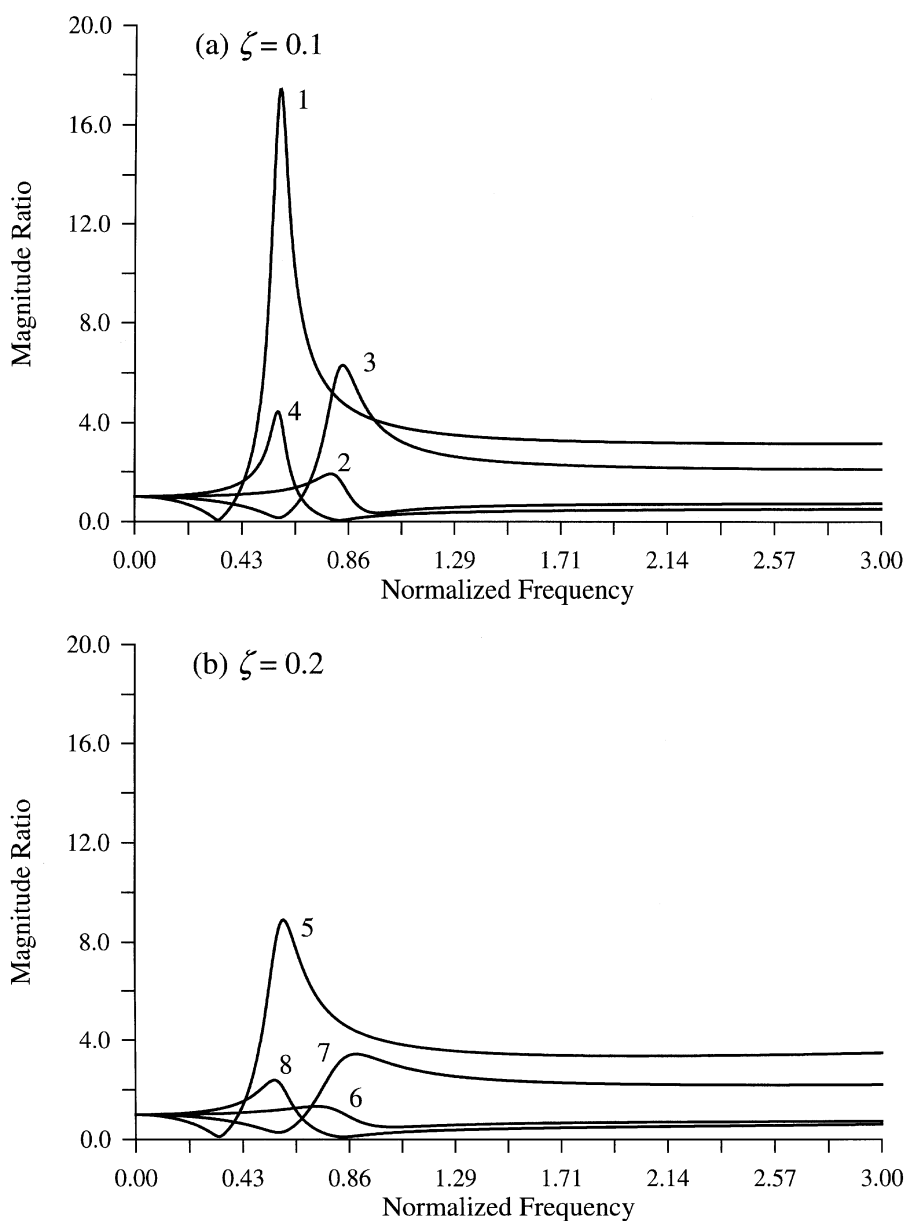 (a) ζ = 0.1
Magnitude Ratio
20.0
16.0
12.0
8.0
4.0
0.0
1
3
4
2
0.00 0.43 0.86 1.29 1.71 2.14 2.57 3.00
Normalized Frequency
(b) ζ = 0.2
Magnitude Ratio
20.0
16.0
12.0
8.0
4.0
0.0
5
7
8
6
0.00 0.43 0.86 1.29 1.71 2.14 2.57 3.00
Normalized Frequency